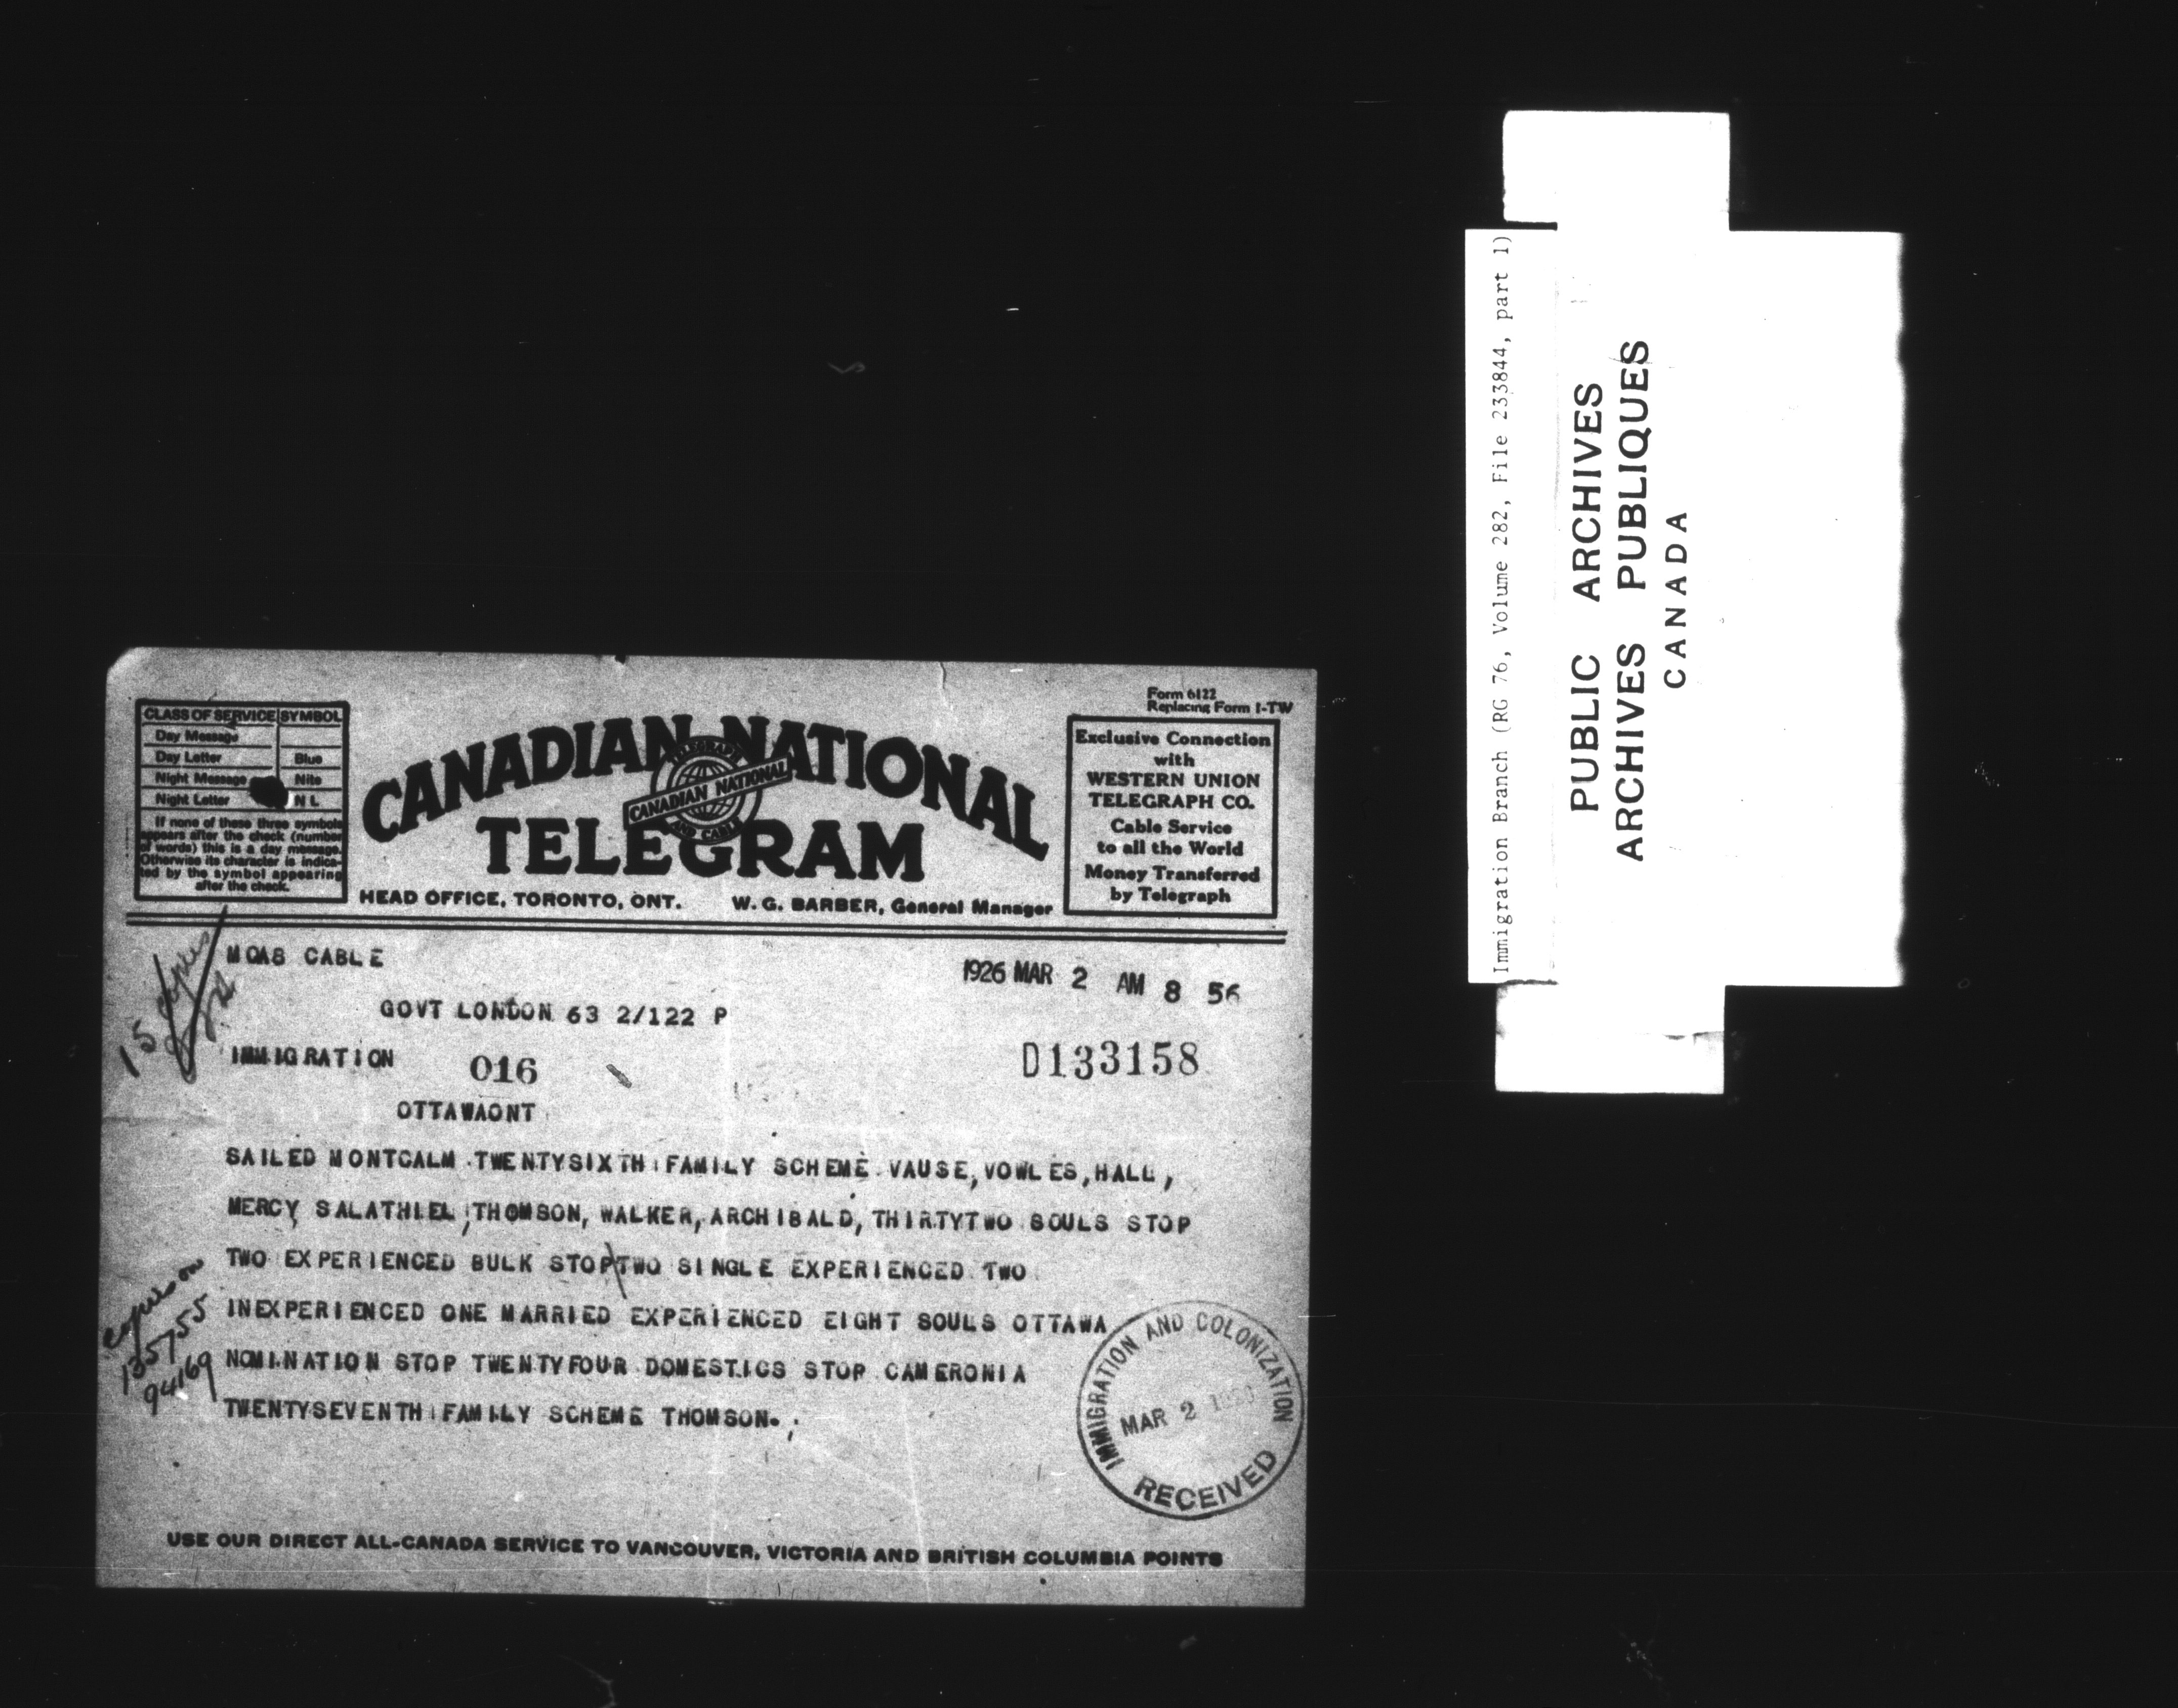 Form 6122
Replacing Form 1-TW
CLASS OF SERVICE SYMBOL
Day Message
Day Letter Blue
Night Message Nite
Night Letter N L
If none of these three symbols
appears after the check (number
of words) this is a day message.
Otherwise its character is indica-
ted by the symbol appearing
after the check.
CANADIAN NATIONAL
TELEGRAM
TELEGRAPH
CANADIAN NATIONAL
AND CABLE
Exclusive Connection
with
WESTERN UNION
TELEGRAPH CO.
Cable Service
to all the World
Money Transferred
by Telegraph
HEAD OFFICE, TORONTO, ONT. W. G. BARBER, General Manager
15 copies
MQA8 CABLE
1926 MAR 2 AM 8 56
GOVT LONDON 63 2/122 P
IMMIGRATION 016
D133158
OTTAWAONT
SAILED MONTCALM TWENTYSIXTH FAMILY SCHEME VAUSE, VOWLES, HALL,
MERCY SALATHIEL, THOMSON, WALKER, ARCHIBALD, THIRTYTWO SOULS STOP
TWO EXPERIENCED BULK STOP TWO SINGLE EXPERIENCED TWO
INEXPERIENCED ONE MARRIED EXPERIENCED EIGHT SOULS OTTAWA
NOMINATION STOP TWENTYFOUR DOMESTICS STOP CAMERONIA
TWENTYSEVENTH FAMILY SCHEME THOMSON.
copies on
135755
94169
IMMIGRATION AND COLONIZATION
MAR 2
RECEIVED
USE OUR DIRECT ALL-CANADA SERVICE TO VANCOUVER, VICTORIA AND BRITISH COLUMBIA POINTS
Immigration Branch (RG 76, Volume 282, File 233844, part 1)
PUBLIC ARCHIVES
ARCHIVES PUBLIQUES
CANADA